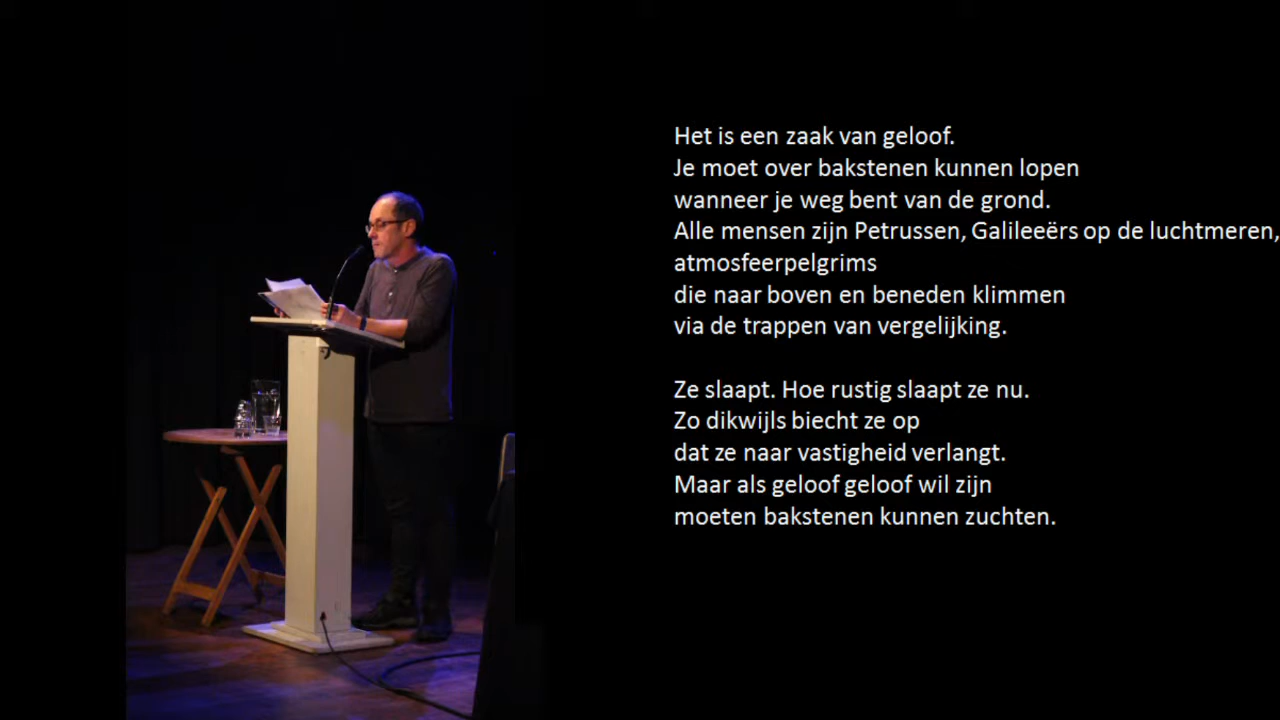 Het is een zaak van geloof.
Je moet over bakstenen kunnen lopen
wanneer je weg bent van de grond.
Alle mensen zijn Petrussen, Galileeërs op de luchtmeren,
atmosfeerpelgrims
die naar boven en beneden klimmen
via de trappen van vergelijking.
Ze slaapt. Hoe rustig slaapt ze nu.
Zo dikwijls biecht ze op
dat ze naar vastigheid verlangt.
Maar als geloof geloof wil zijn
moeten bakstenen kunnen zuchten.